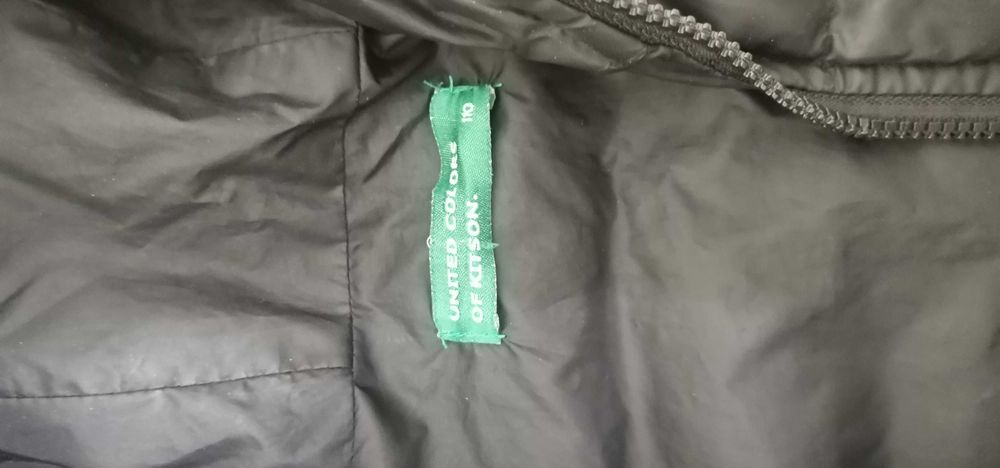 UNITED COLORS
OF KITSON.
110